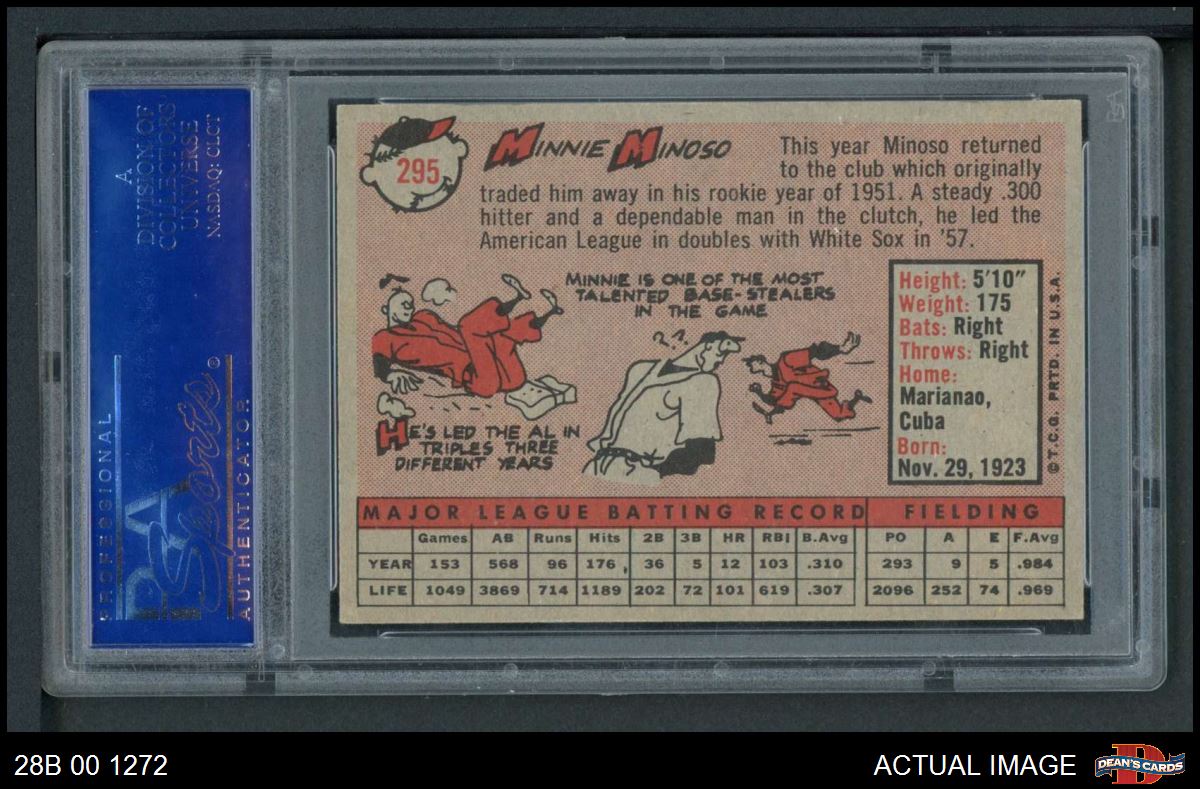 A
DIVISION OF
COLLECTORS'
UNIVERSE
NASDAQ: CLCT
PROFESSIONAL
PSA
Sports®
AUTHENTICATOR
295
MINNIE MINOSO
This year Minoso returned
to the club which originally
traded him away in his rookie year of 1951. A steady .300
hitter and a dependable man in the clutch, he led the
American League in doubles with White Sox in '57.
MINNIE IS ONE OF THE MOST
TALENTED BASE-STEALERS
IN THE GAME
??
HE'S LED THE AL IN
TRIPLES THREE
DIFFERENT YEARS
Height: 5'10"
Weight: 175
Bats: Right
Throws: Right
Home:
Marianao,
Cuba
Born:
Nov. 29, 1923
©T.C.G. PRTD. IN U.S.A.
MAJOR LEAGUE BATTING RECORD FIELDING
Games AB Runs Hits 2B 3B HR RBI B.Avg PO A E F.Avg
YEAR 153 568 96 176 36 5 12 103 .310 293 9 5 .984
LIFE 1049 3869 714 1189 202 72 101 619 .307 2096 252 74 .969
28B 00 1272
ACTUAL IMAGE
DEAN'S CARDS